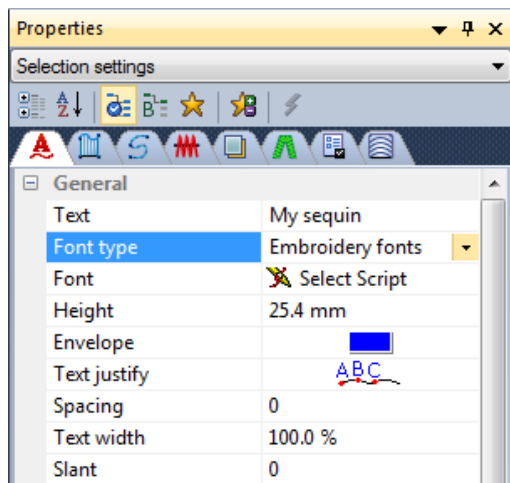 Properties
Selection settings
General
Text My sequin
Font type Embroidery fonts
Font Select Script
Height 25.4 mm
Envelope
Text justify ABC
Spacing 0
Text width 100.0 %
Slant 0